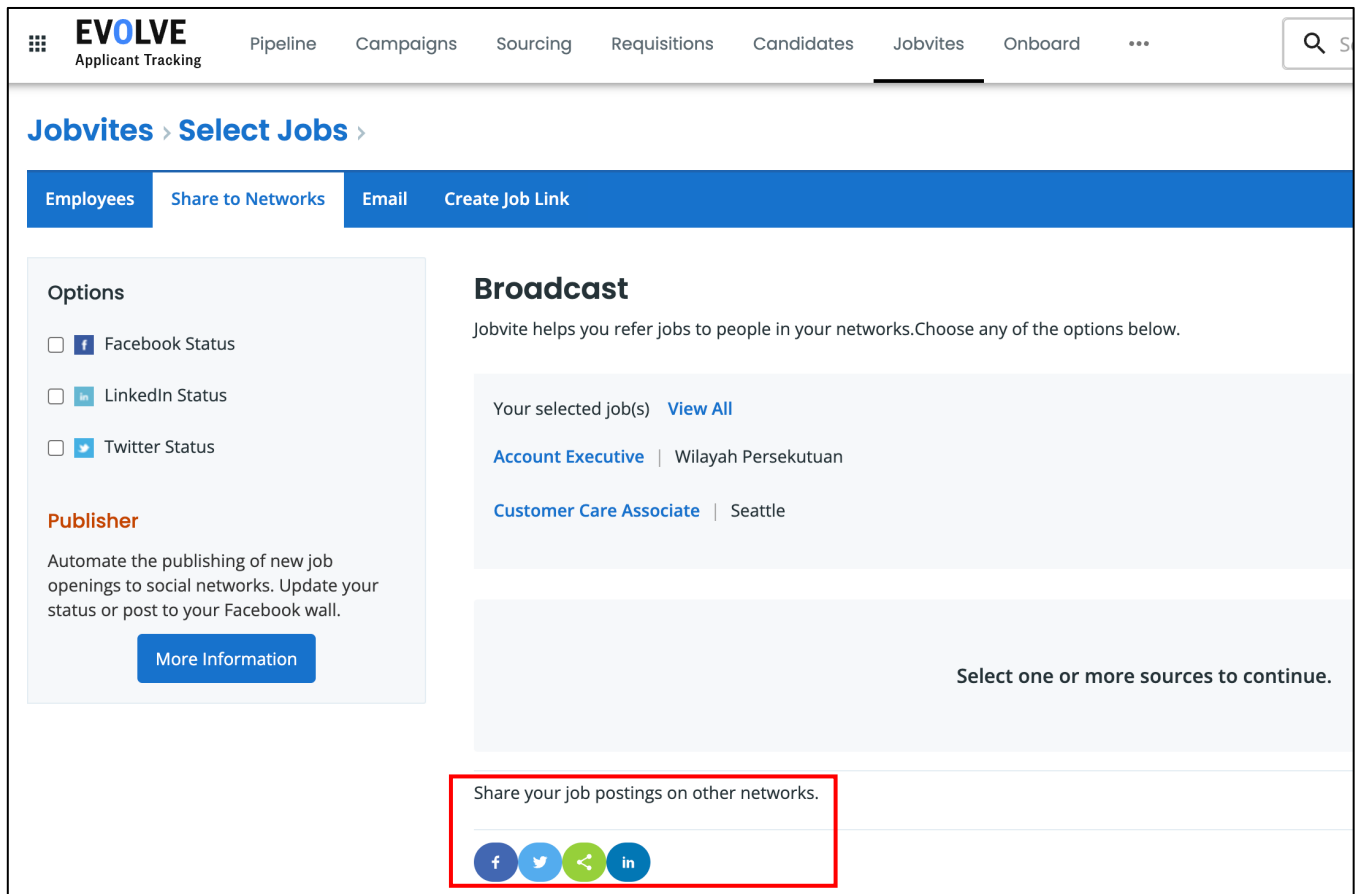 EVOLVE
Applicant Tracking
Pipeline Campaigns Sourcing Requisitions Candidates Jobvites Onboard •••
Jobvites › Select Jobs ›
Employees Share to Networks Email Create Job Link
Options
Facebook Status
LinkedIn Status
Twitter Status
Publisher
Automate the publishing of new job
openings to social networks. Update your
status or post to your Facebook wall.
More Information
Broadcast
Jobvite helps you refer jobs to people in your networks.Choose any of the options below.
Your selected job(s) View All
Account Executive | Wilayah Persekutuan
Customer Care Associate | Seattle
Select one or more sources to continue.
Share your job postings on other networks.